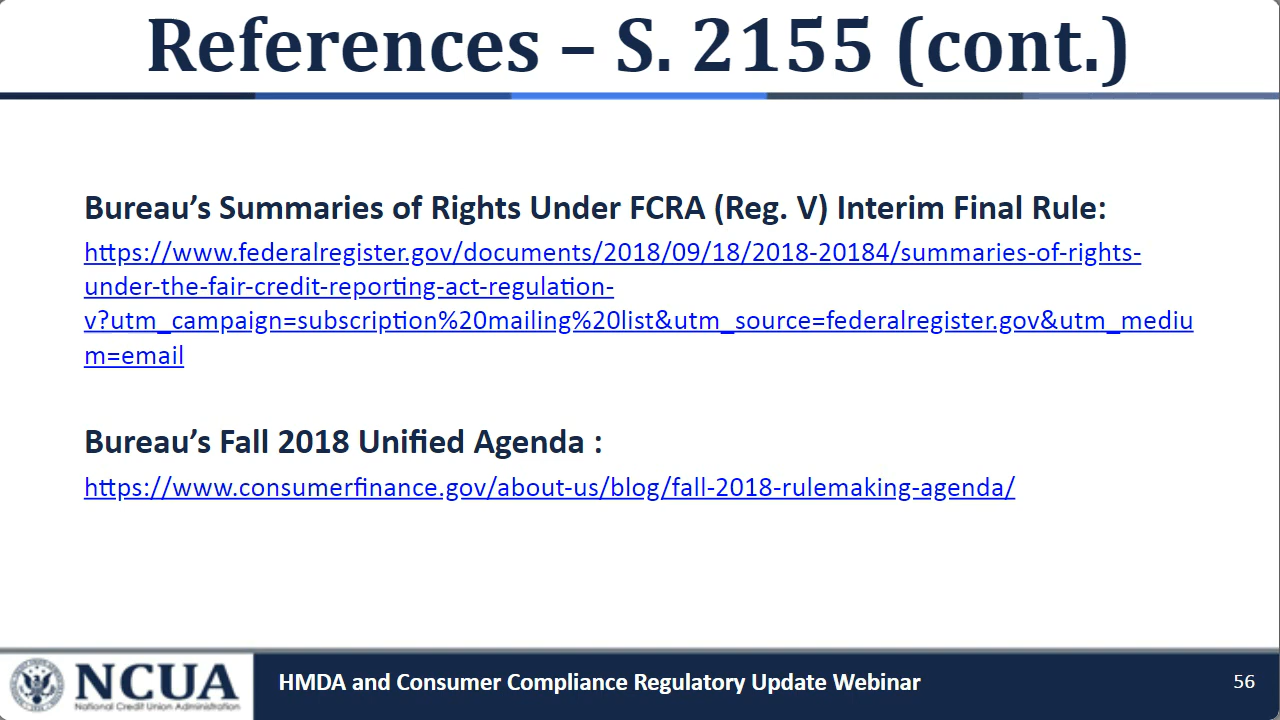 References – S. 2155 (cont.)
Bureau’s Summaries of Rights Under FCRA (Reg. V) Interim Final Rule:
https://www.federalregister.gov/documents/2018/09/18/2018-20184/summaries-of-rights-
under-the-fair-credit-reporting-act-regulation-
v?utm_campaign=subscription%20mailing%20list&utm_source=federalregister.gov&utm_mediu
m=email
Bureau’s Fall 2018 Unified Agenda :
https://www.consumerfinance.gov/about-us/blog/fall-2018-rulemaking-agenda/
NCUA
National Credit Union Administration
HMDA and Consumer Compliance Regulatory Update Webinar
56